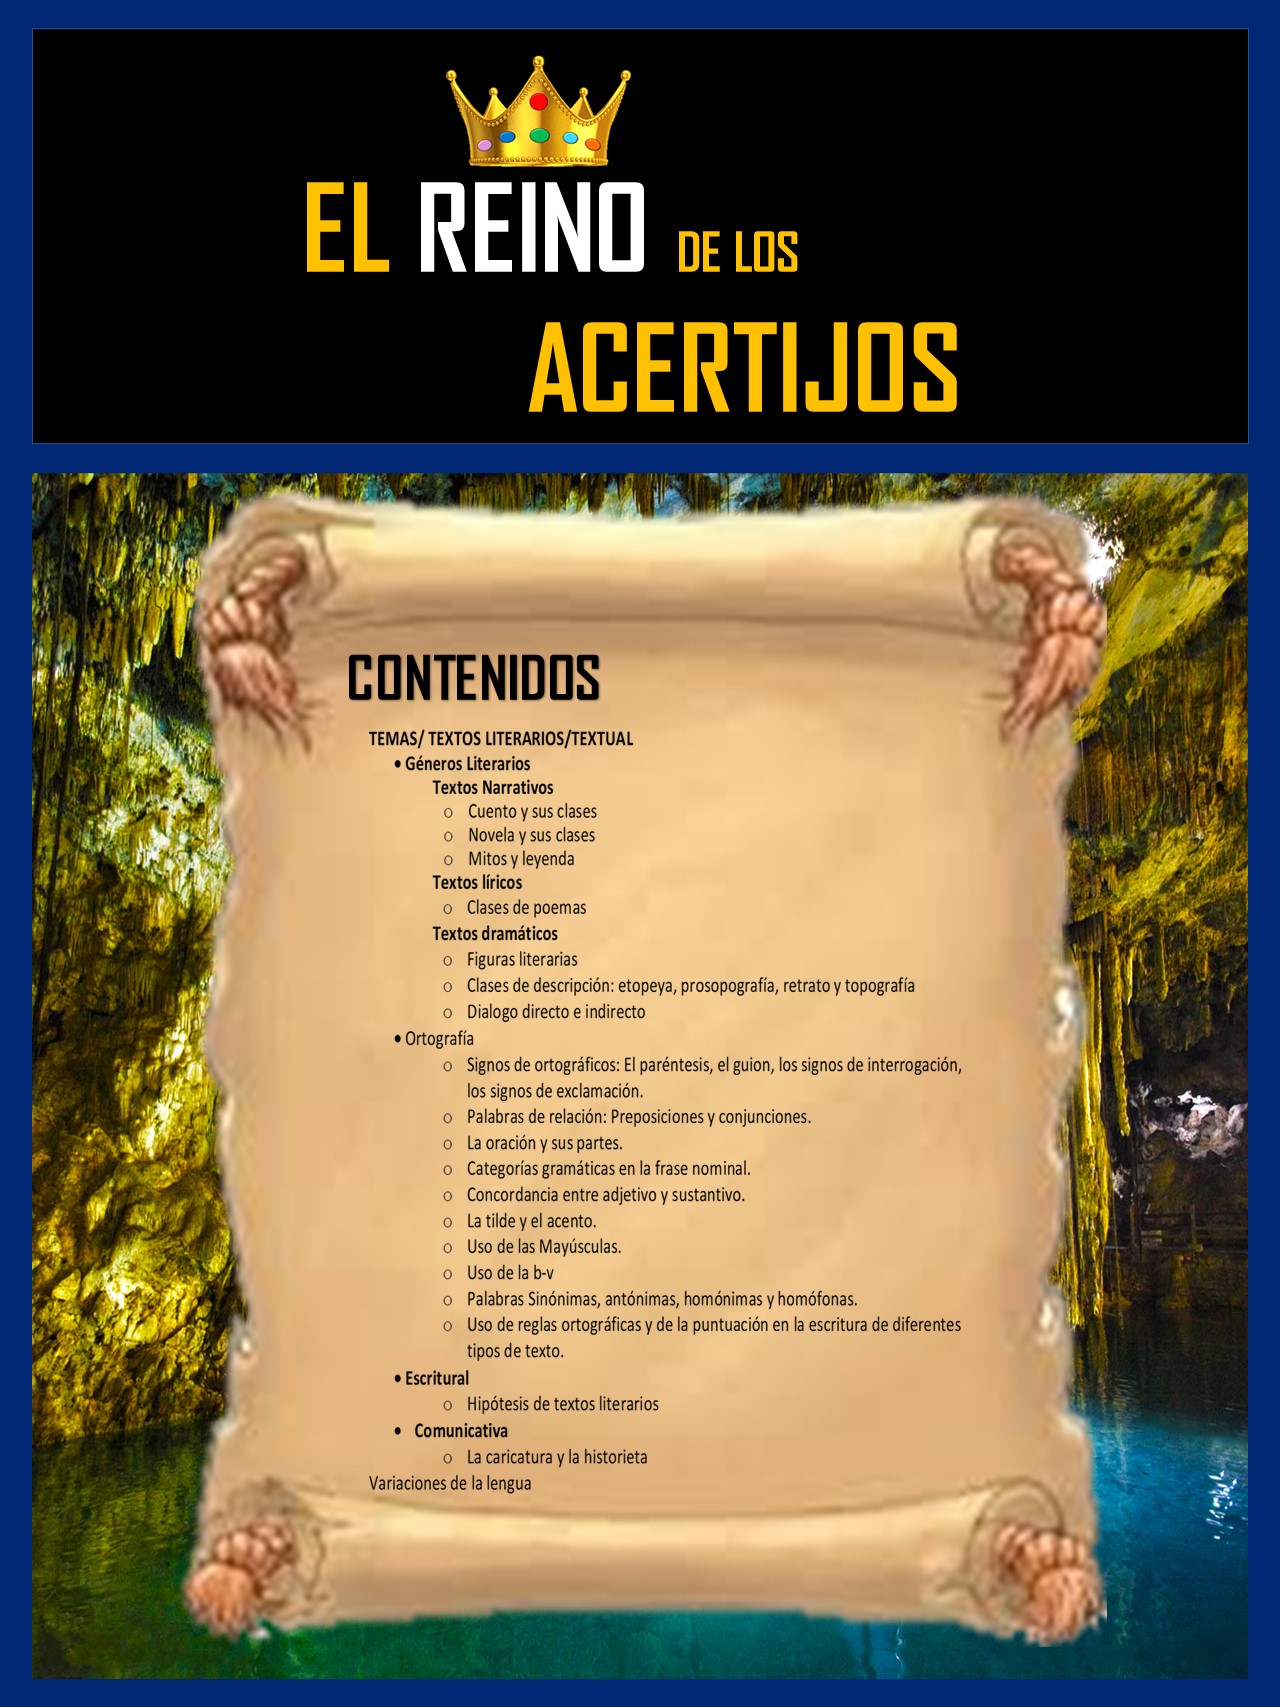 EL REINO DE LOS
ACERTIJOS
CONTENIDOS
TEMAS/ TEXTOS LITERARIOS/TEXTUAL
• Géneros Literarios
Textos Narrativos
o Cuento y sus clases
o Novela y sus clases
o Mitos y leyenda
Textos líricos
o Clases de poemas
Textos dramáticos
o Figuras literarias
o Clases de descripción: etopeya, prosopografía, retrato y topografía
o Dialogo directo e indirecto
• Ortografía
o Signos de ortográficos: El paréntesis, el guion, los signos de interrogación,
los signos de exclamación.
o Palabras de relación: Preposiciones y conjunciones.
o La oración y sus partes.
o Categorías gramáticas en la frase nominal.
o Concordancia entre adjetivo y sustantivo.
o La tilde y el acento.
o Uso de las Mayúsculas.
o Uso de la b-v
o Palabras Sinónimas, antónimas, homónimas y homófonas.
o Uso de reglas ortográficas y de la puntuación en la escritura de diferentes
tipos de texto.
• Escritural
o Hipótesis de textos literarios
• Comunicativa
o La caricatura y la historieta
Variaciones de la lengua